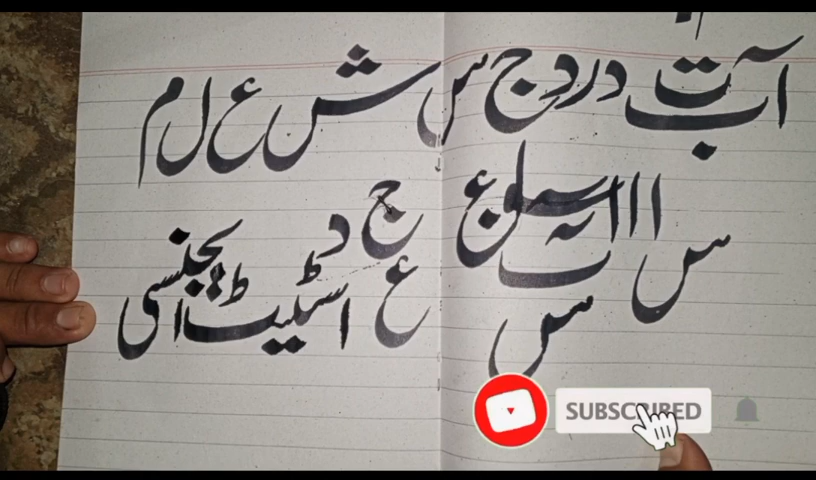 آ ب ت د ر د ج س ش ع ل م
ا ا ا
ع
ج د
س
ع
اسٹیٹ ایجنسی
س
SUBSCRIBED